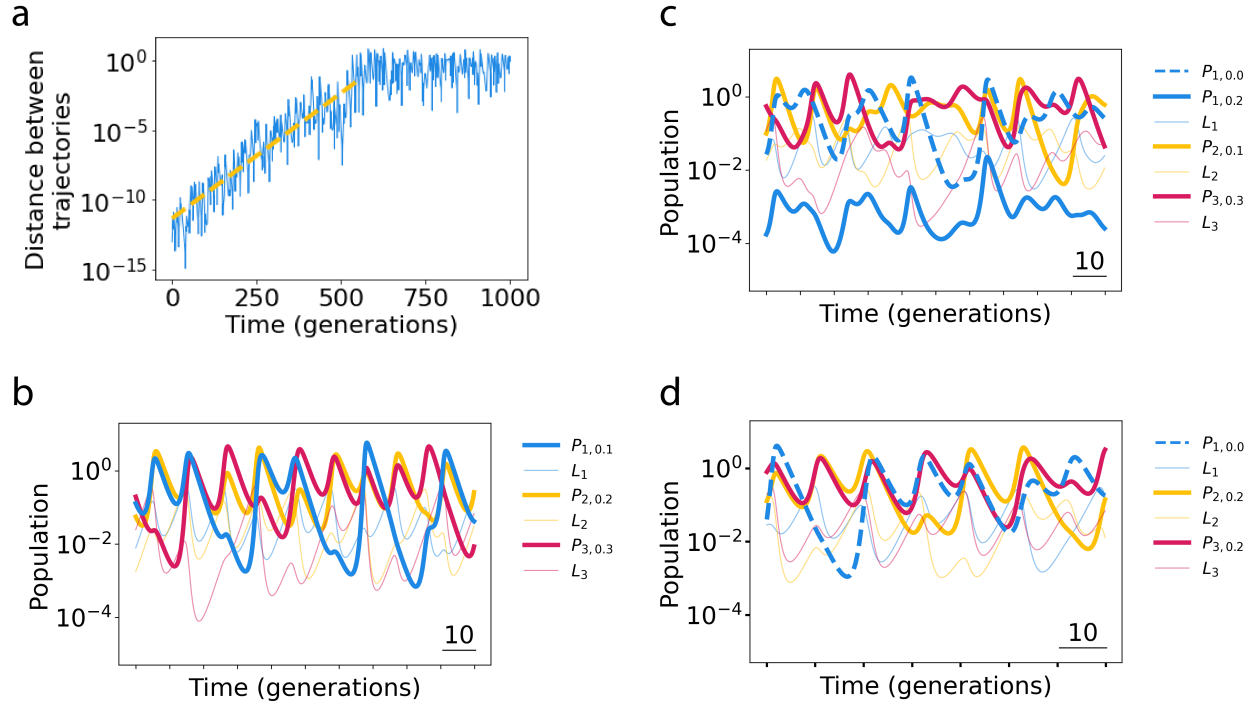 a
Distance between
trajectories
10^0
10^-5
10^-10
10^-15
0
250
500
750
1000
Time (generations)
b
Population
10^0
10^-2
10^-4
10
Time (generations)
P_{1,0.1}
L_1
P_{2,0.2}
L_2
P_{3,0.3}
L_3
c
Population
10^0
10^-2
10^-4
10
Time (generations)
P_{1,0.0}
P_{1,0.2}
L_1
P_{2,0.1}
L_2
P_{3,0.3}
L_3
d
Population
10^0
10^-2
10^-4
10
Time (generations)
P_{1,0.0}
L_1
P_{2,0.2}
L_2
P_{3,0.2}
L_3